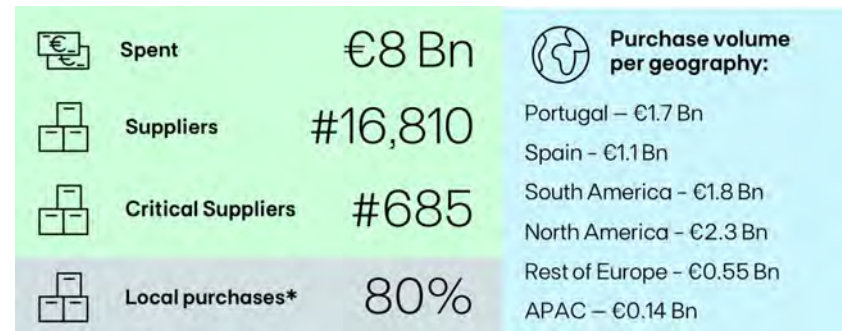 Spent €8 Bn
Suppliers #16,810
Critical Suppliers #685
Local purchases* 80%
Purchase volume
per geography:
Portugal – €1.7 Bn
Spain - €1.1 Bn
South America - €1.8 Bn
North America - €2.3 Bn
Rest of Europe - €0.55 Bn
APAC – €0.14 Bn